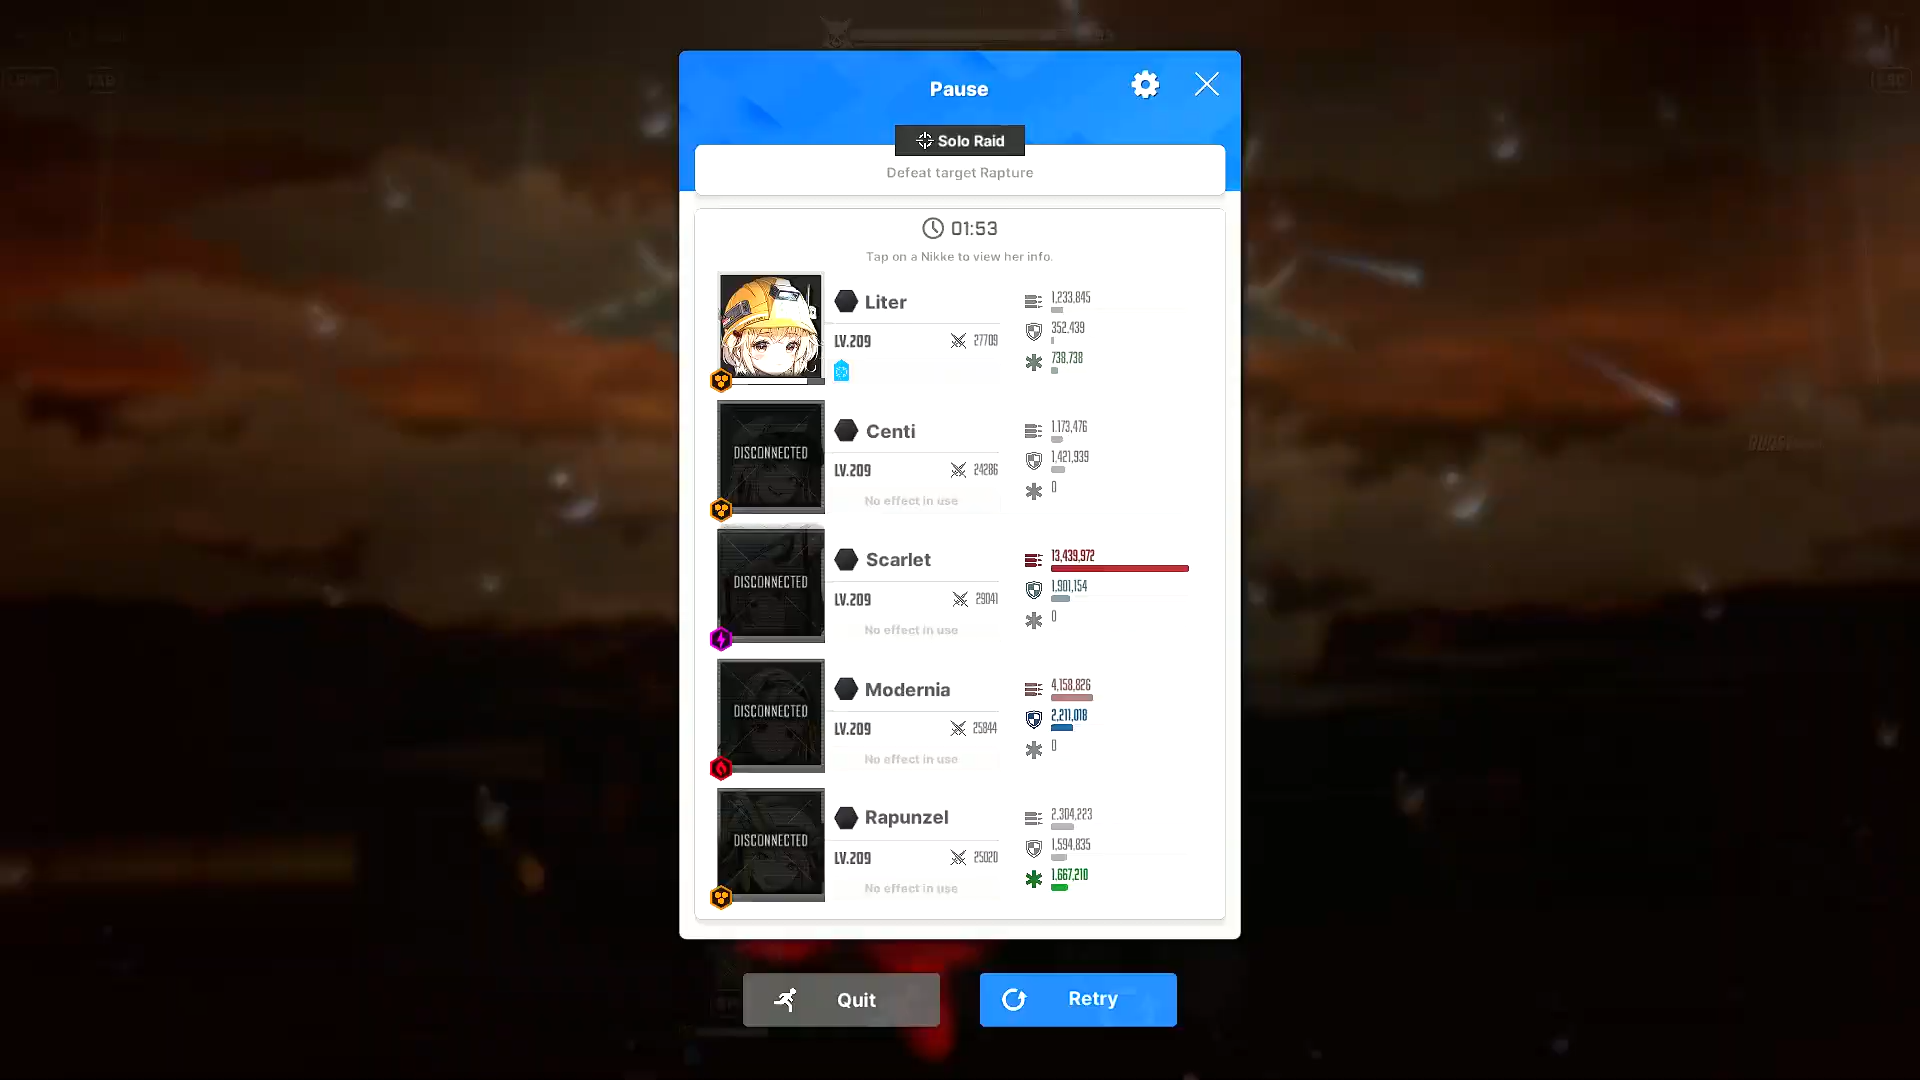 Pause
Solo Raid
Defeat target Rapture
01:53
Tap on a Nikke to view her info.
Liter
1,233,845
352,439
LV.209
27709
738,738
DISCONNECTED
Centi
1,173,476
1,421,939
LV.209
24286
0
No effect in use
DISCONNECTED
Scarlet
13,439,972
1,901,154
LV.209
29041
0
No effect in use
DISCONNECTED
Modernia
4,158,826
2,211,018
LV.209
25844
0
No effect in use
DISCONNECTED
Rapunzel
2,304,223
1,594,835
LV.209
25020
1,667,210
No effect in use
Quit
Retry
TAB
ESC